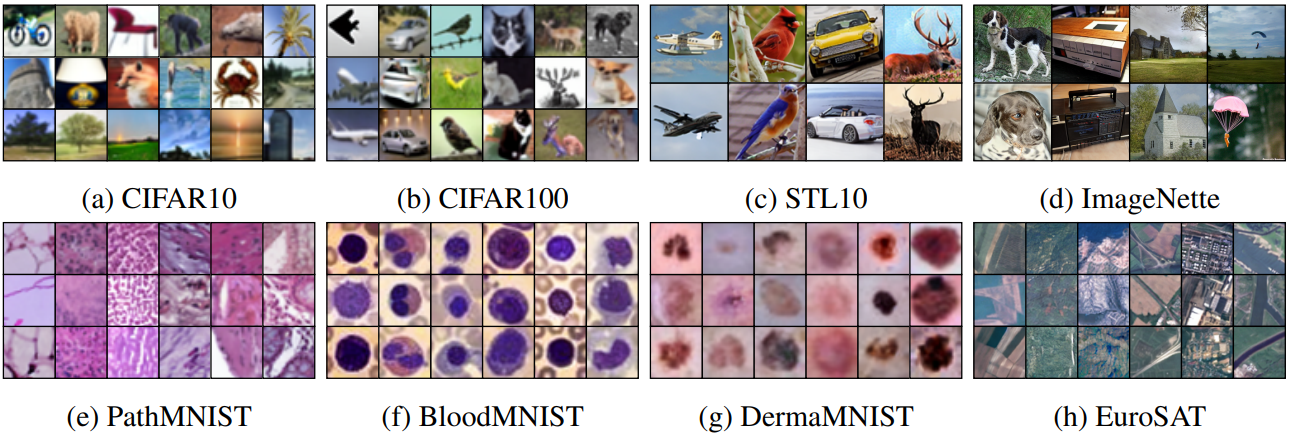 (a) CIFAR10
(b) CIFAR100
(c) STL10
(d) ImageNette
(e) PathMNIST
(f) BloodMNIST
(g) DermaMNIST
(h) EuroSAT